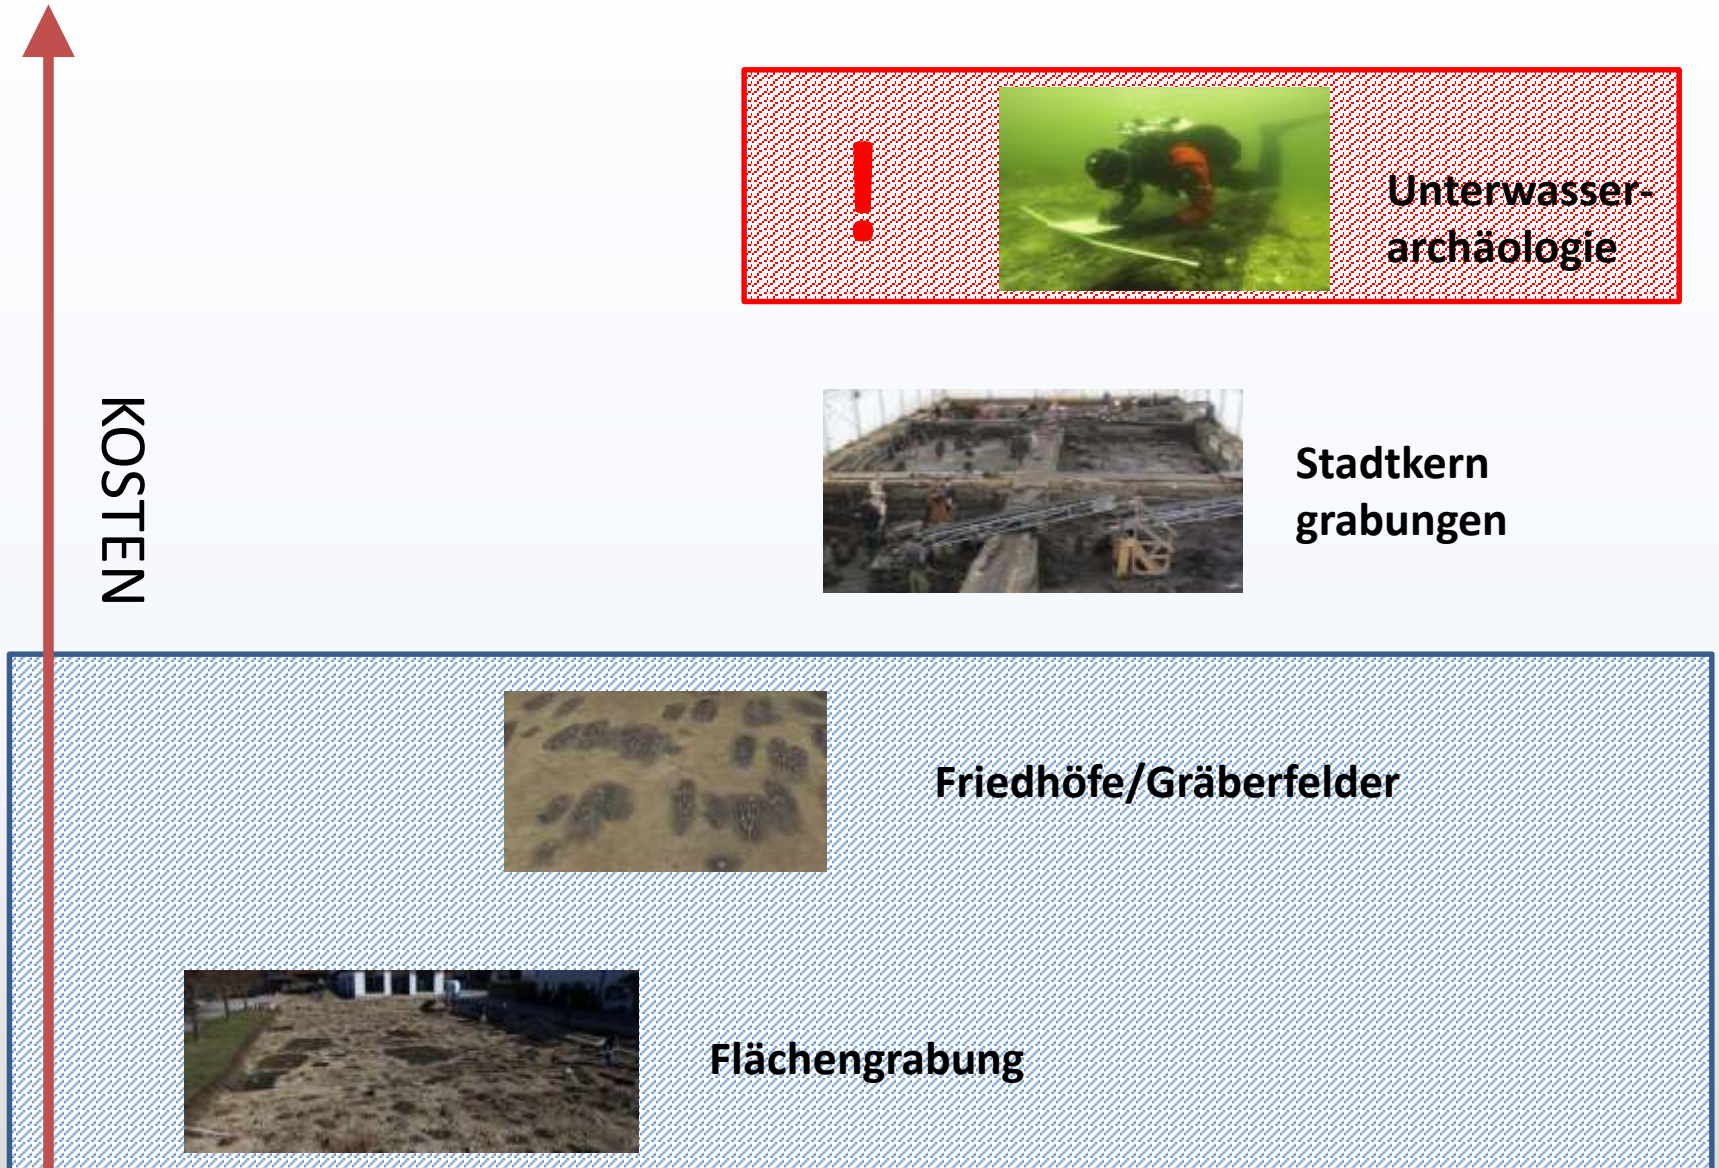 !
Unterwasser-
archäologie
KOSTEN
Stadtkern
grabungen
Friedhöfe/Gräberfelder
Flächengrabung